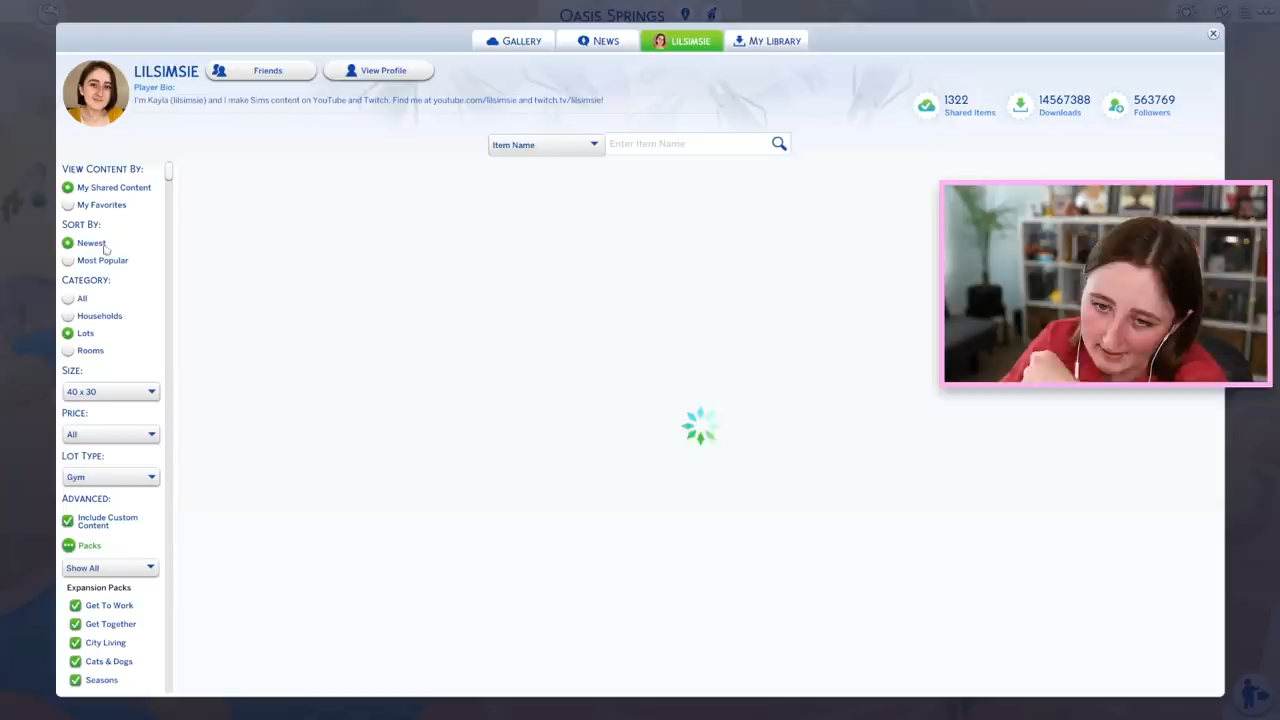 Oasis Springs
GALLERY
NEWS
LILSIMSIE
MY LIBRARY
LILSIMSIE
Friends
View Profile
Player Bio:
I'm Kayla (lilsimsie) and I make Sims content on YouTube and Twitch. Find me at youtube.com/lilsimsie and twitch.tv/lilsimsie!
1322
Shared Items
14567388
Downloads
563769
Followers
Item Name
Enter Item Name
VIEW CONTENT BY:
My Shared Content
My Favorites
SORT BY:
Newest
Most Popular
CATEGORY:
All
Households
Lots
Rooms
SIZE:
40 x 30
PRICE:
All
LOT TYPE:
Gym
ADVANCED:
Include Custom
Content
Packs
Show All
Expansion Packs
Get To Work
Get Together
City Living
Cats & Dogs
Seasons